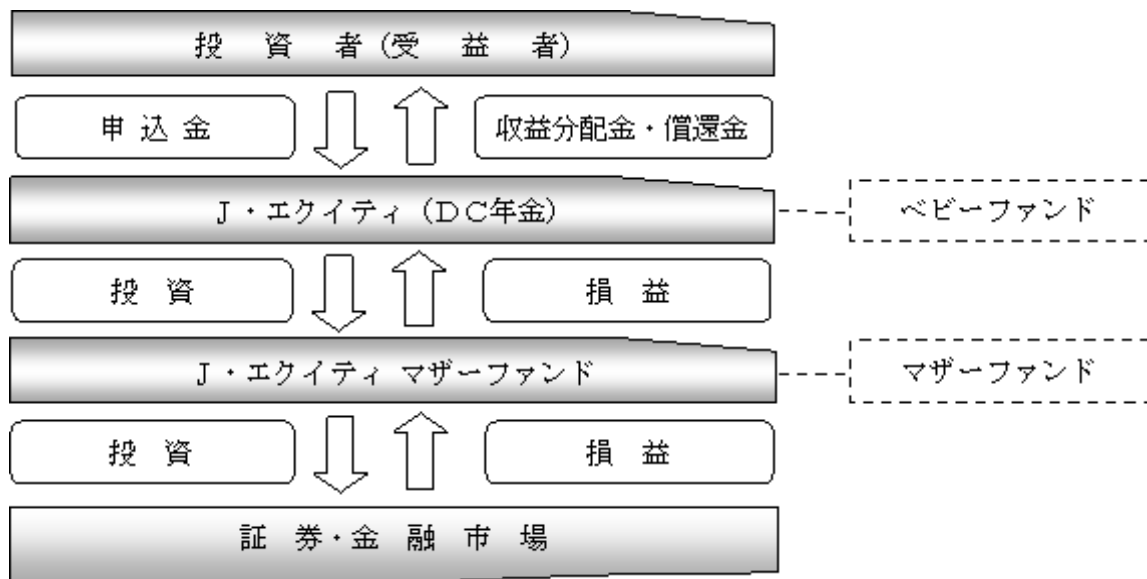 投資者(受益者)
申込金
収益分配金・償還金
J・エクイティ(DC年金)
ベビーファンド
投資
損益
J・エクイティ マザーファンド
マザーファンド
投資
損益
証券・金融市場